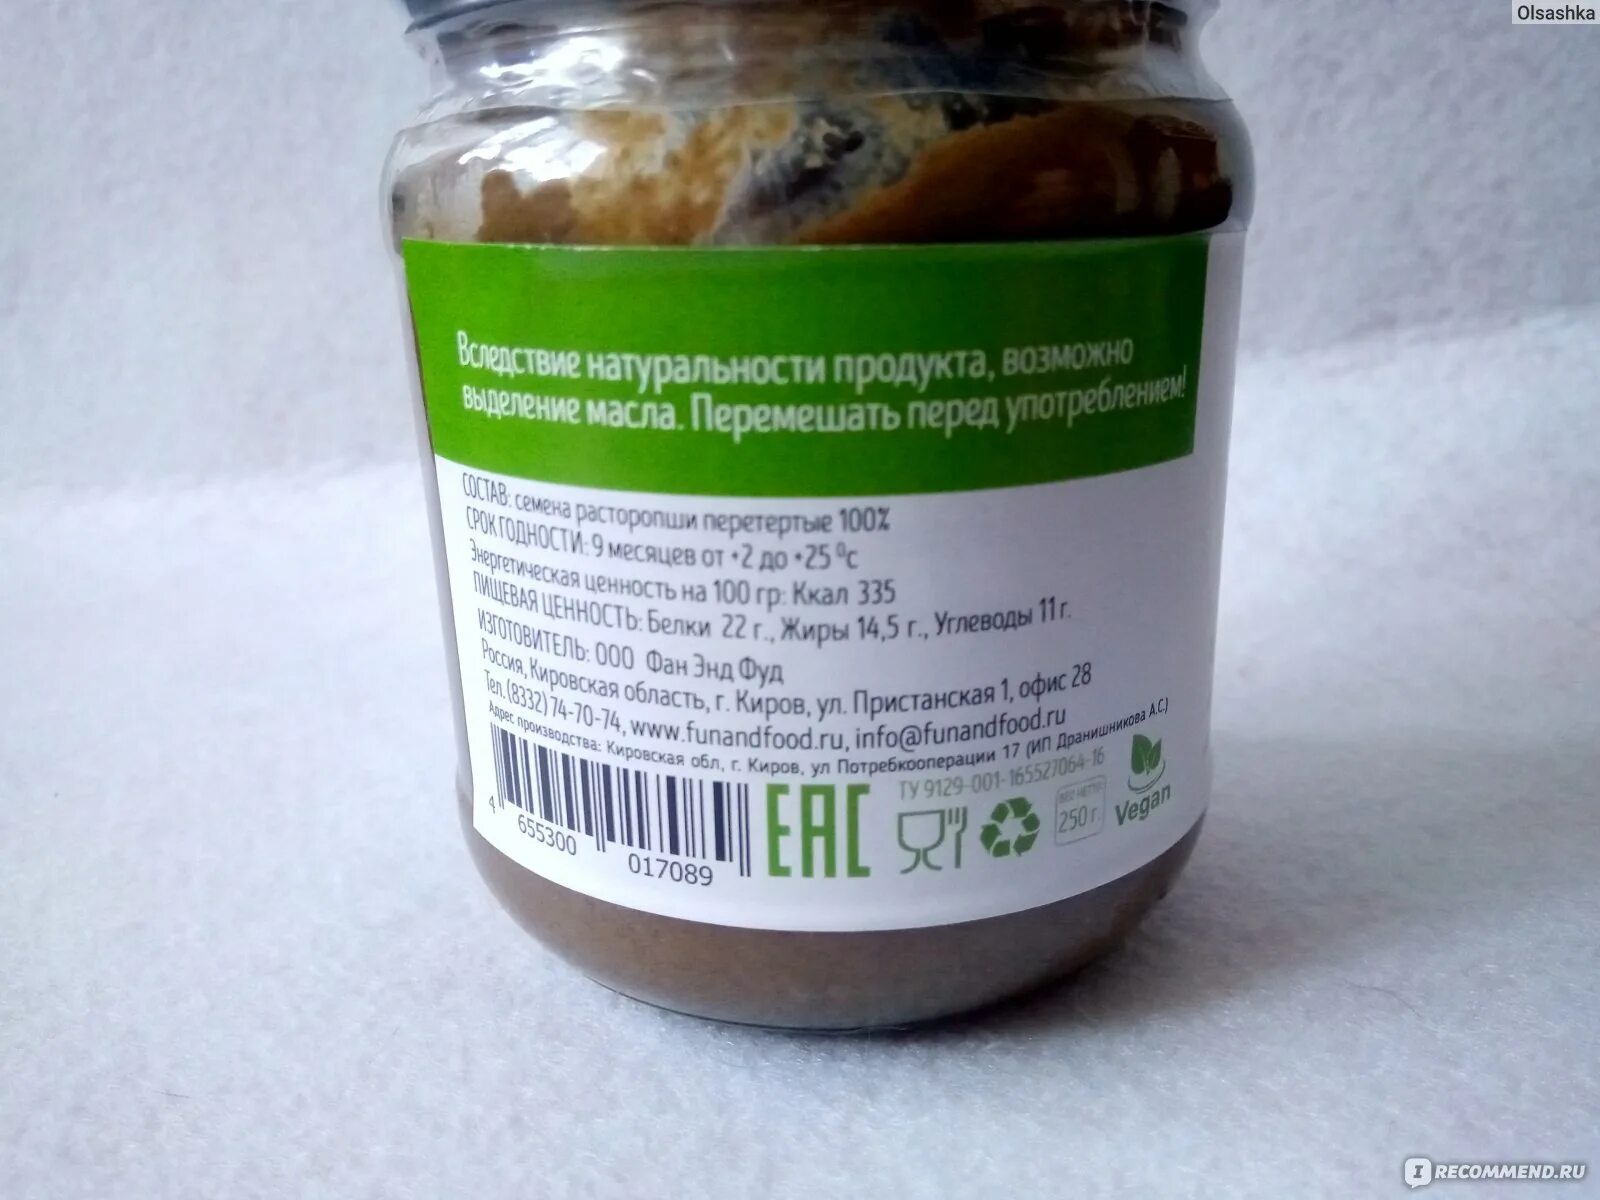 Olsashka
Вследствие натуральности продукта, возможно
выделение масла. Перемешать перед употреблением!
СОСТАВ: семена расторопши перетертые 100%
СРОК ГОДНОСТИ: 9 месяцев от +2 до +25 ⁰с
Энергетическая ценность на 100 гр: Ккал 335
ПИЩЕВАЯ ЦЕННОСТЬ: Белки 22 г., Жиры 14,5 г., Углеводы 11 г.
ИЗГОТОВИТЕЛЬ: ООО Фан Энд Фуд
Россия, Кировская область, г. Киров, ул. Пристанская 1, офис 28
Тел. (8332) 74-70-74, www.funandfood.ru, info@funandfood.ru
Адрес производства: Кировская обл, г. Киров, ул Потребкооперации 17 (ИП Дранишникова А.С.)
ТУ 9129-001-165527064-16
4 655300 017089
EAC
ВЕС НЕТТО:
250 г.
Vegan
IRECOMMEND.RU